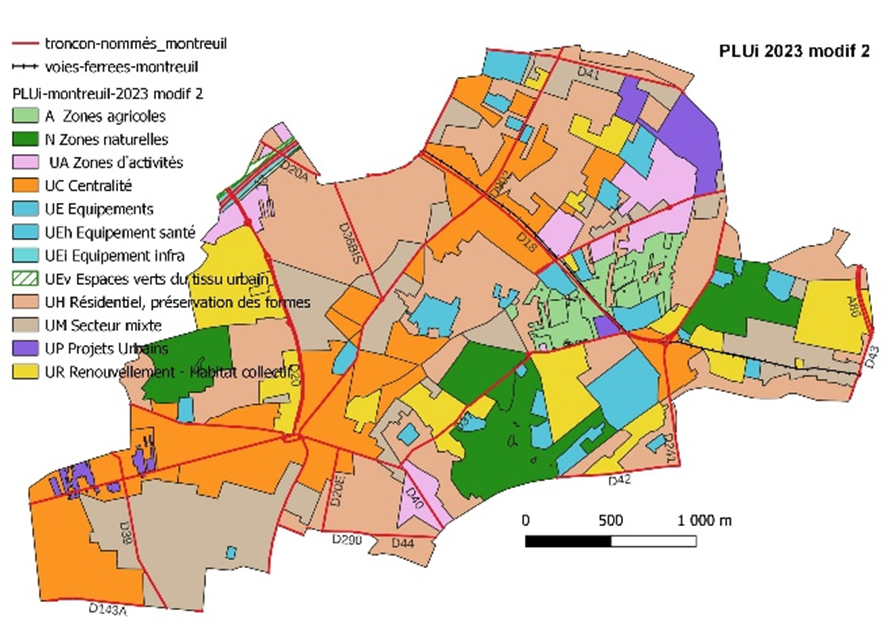 PLUi 2023 modif 2
troncon-nommés_montreuil
voies-ferrees-montreuil
PLUi-montreuil-2023 modif 2
A Zones agricoles
N Zones naturelles
UA Zones d'activités
UC Centralité
UE Equipements
UEh Equipement santé
UEi Equipement infra
UEv Espaces verts du tissu urbain
UH Résidentiel, préservation des formes
UM Secteur mixte
UP Projets Urbains
UR Renouvellement - Habitat collectif
D41
D20A
D36BIS
D18
A86
D43
D241
D42
D20E
D40
D290
D44
D39
D143A
0 500 1 000 m